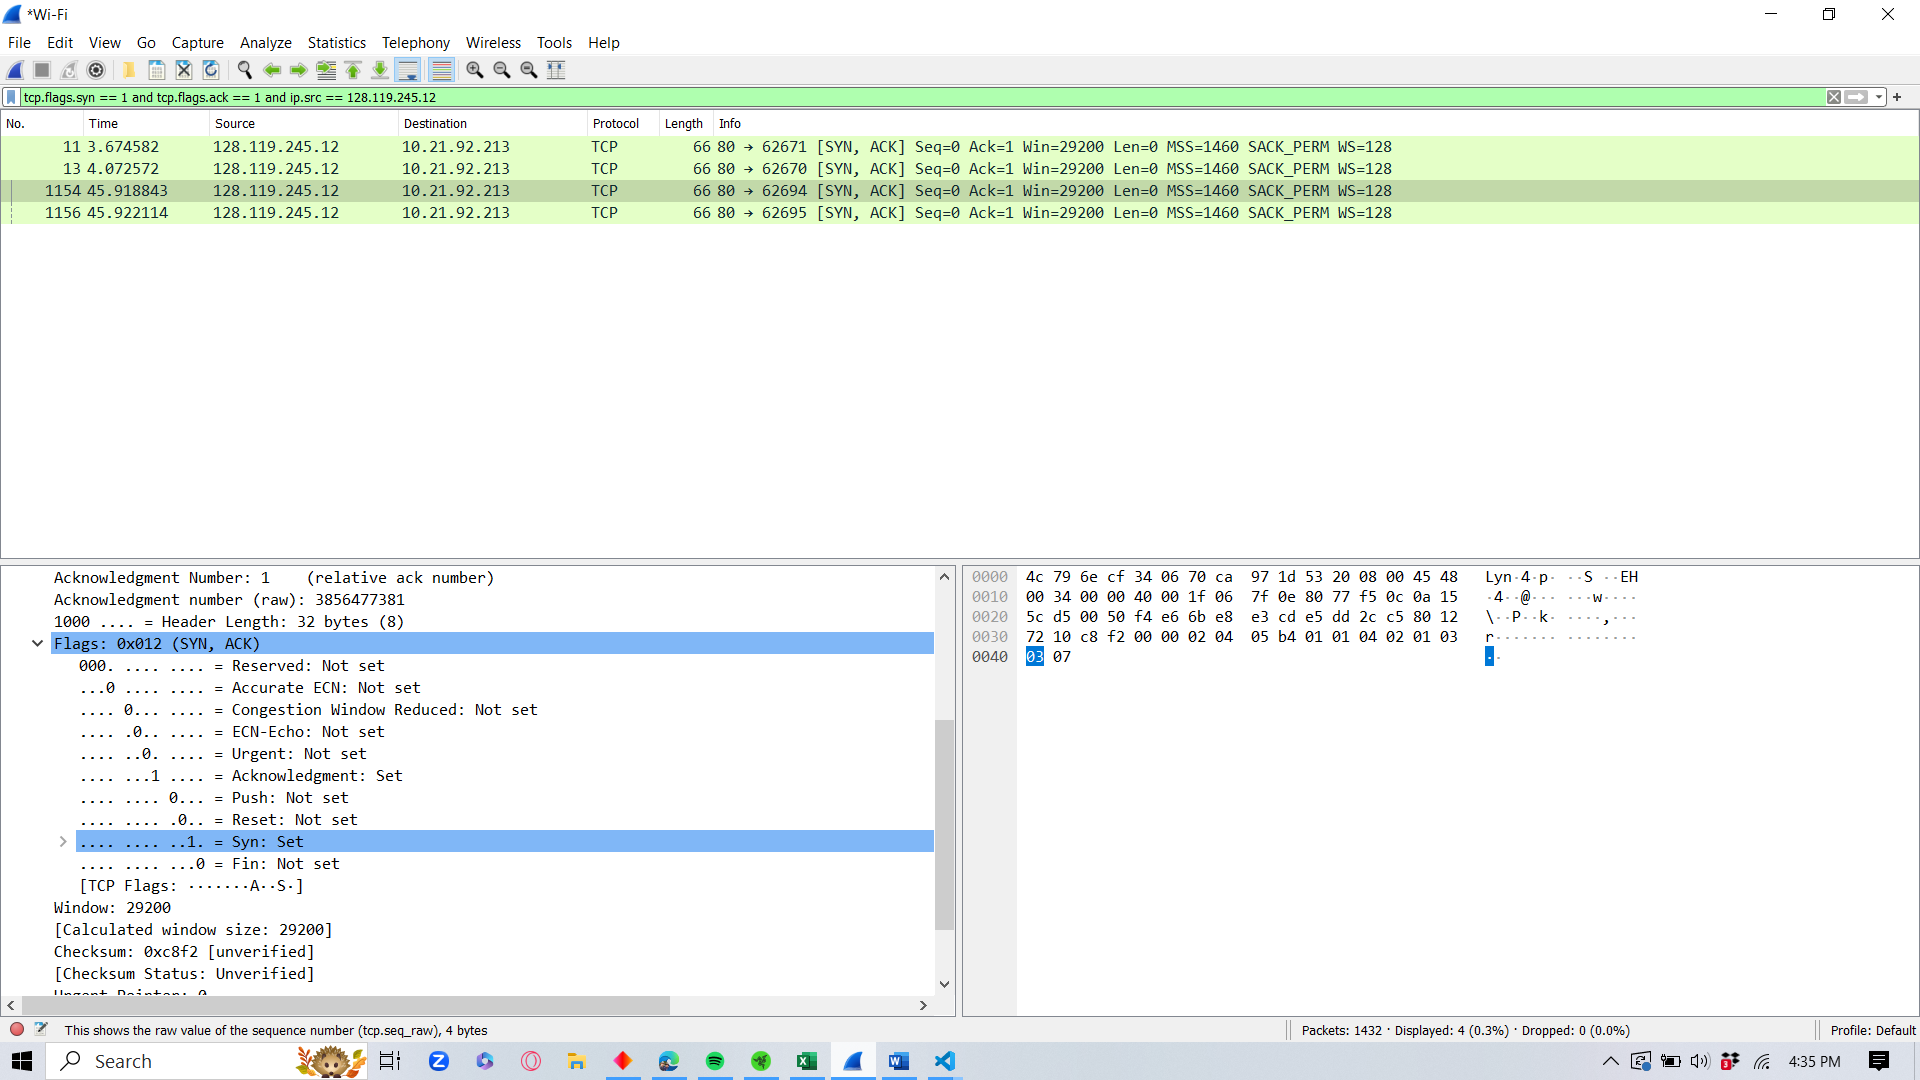 *Wi-Fi
File Edit View Go Capture Analyze Statistics Telephony Wireless Tools Help
tcp.flags.syn == 1 and tcp.flags.ack == 1 and ip.src == 128.119.245.12
No. Time Source Destination Protocol Length Info
11 3.674582 128.119.245.12 10.21.92.213 TCP 66 80 → 62671 [SYN, ACK] Seq=0 Ack=1 Win=29200 Len=0 MSS=1460 SACK_PERM WS=128
13 4.072572 128.119.245.12 10.21.92.213 TCP 66 80 → 62670 [SYN, ACK] Seq=0 Ack=1 Win=29200 Len=0 MSS=1460 SACK_PERM WS=128
1154 45.918843 128.119.245.12 10.21.92.213 TCP 66 80 → 62694 [SYN, ACK] Seq=0 Ack=1 Win=29200 Len=0 MSS=1460 SACK_PERM WS=128
1156 45.922114 128.119.245.12 10.21.92.213 TCP 66 80 → 62695 [SYN, ACK] Seq=0 Ack=1 Win=29200 Len=0 MSS=1460 SACK_PERM WS=128
Acknowledgment Number: 1 (relative ack number)
Acknowledgment number (raw): 3856477381
1000 .... = Header Length: 32 bytes (8)
Flags: 0x012 (SYN, ACK)
000. .... .... = Reserved: Not set
...0 .... .... = Accurate ECN: Not set
.... 0... .... = Congestion Window Reduced: Not set
.... .0.. .... = ECN-Echo: Not set
.... ..0. .... = Urgent: Not set
.... ...1 .... = Acknowledgment: Set
.... .... 0... = Push: Not set
.... .... .0.. = Reset: Not set
.... .... ..1. = Syn: Set
.... .... ...0 = Fin: Not set
[TCP Flags: ·······A··S·]
Window: 29200
[Calculated window size: 29200]
Checksum: 0xc8f2 [unverified]
[Checksum Status: Unverified]
Urgent Pointer: 0
0000 4c 79 6e cf 34 06 70 ca 97 1d 53 20 08 00 45 48 Lyn·4·p· ··S ··EH
0010 00 34 00 00 40 00 1f 06 7f 0e 80 77 f5 0c 0a 15 ·4··@··· ···w····
0020 5c d5 00 50 f4 e6 6b e8 e3 cd e5 dd 2c c5 80 12 \··P··k· ····,···
0030 72 10 c8 f2 00 00 02 04 05 b4 01 01 04 02 01 03 r······· ········
0040 03 07 ··
This shows the raw value of the sequence number (tcp.seq_raw), 4 bytes
Packets: 1432 · Displayed: 4 (0.3%) · Dropped: 0 (0.0%)
Profile: Default
Search
4:35 PM